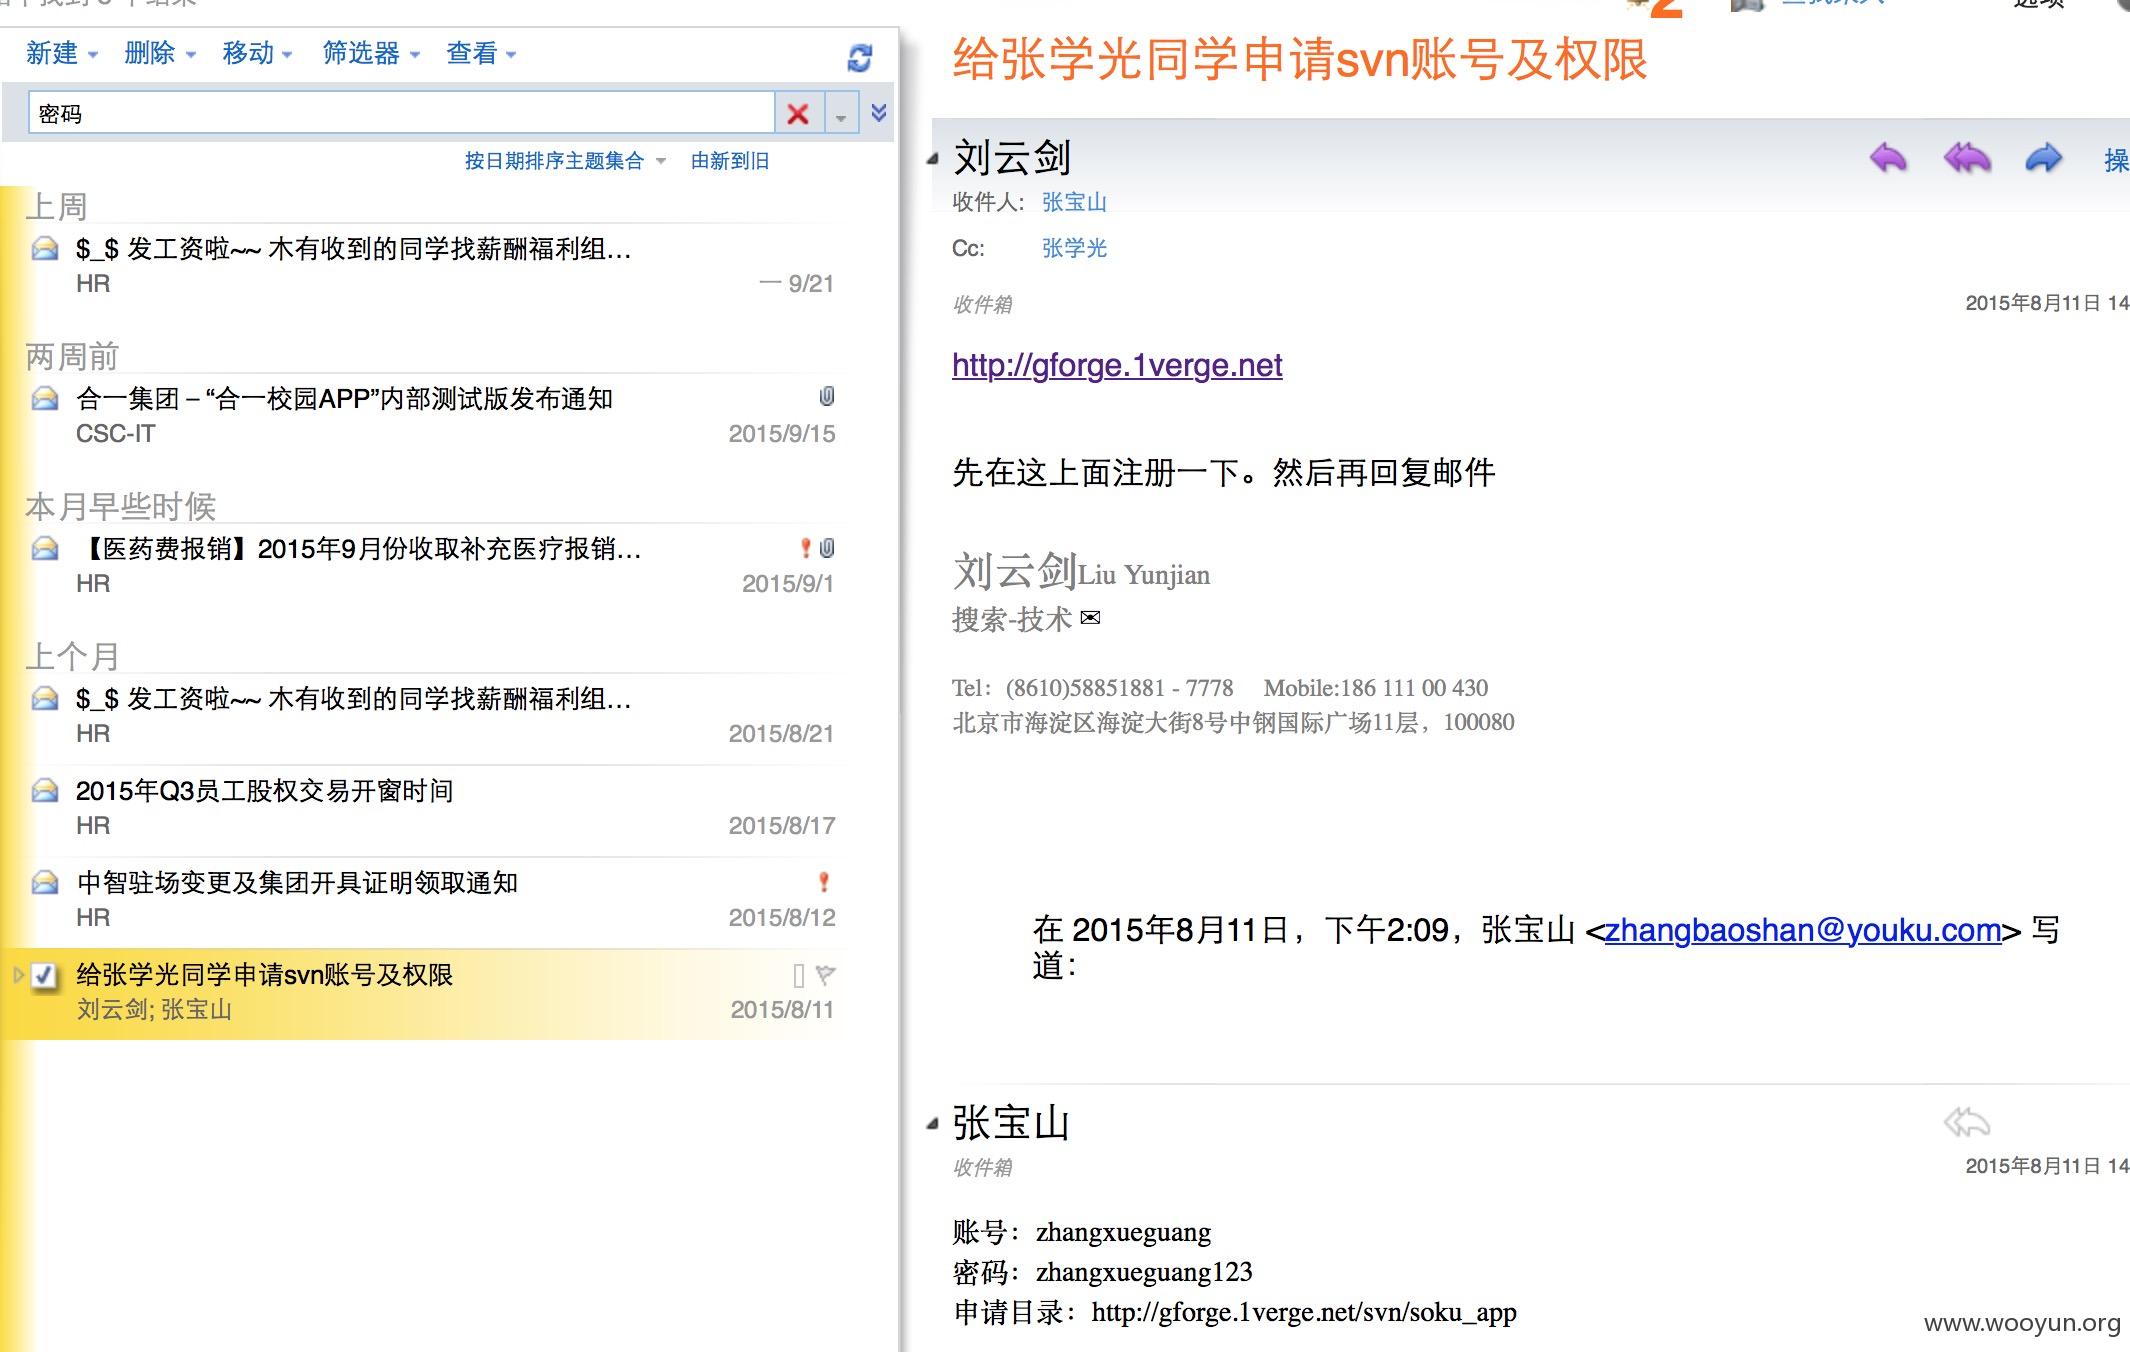 新建 删除 移动 筛选器 查看
密码
按日期排序主题集合 由新到旧
上周
$_$ 发工资啦~~ 木有收到的同学找薪酬福利组...
HR
一 9/21
两周前
合一集团 – “合一校园APP”内部测试版发布通知
CSC-IT
2015/9/15
本月早些时候
【医药费报销】2015年9月份收取补充医疗报销...
HR
2015/9/1
上个月
$_$ 发工资啦~~ 木有收到的同学找薪酬福利组...
HR
2015/8/21
2015年Q3员工股权交易开窗时间
HR
2015/8/17
中智驻场变更及集团开具证明领取通知
HR
2015/8/12
给张学光同学申请svn账号及权限
刘云剑; 张宝山
2015/8/11
给张学光同学申请svn账号及权限
刘云剑
操
收件人: 张宝山
Cc: 张学光
收件箱
2015年8月11日 14
http://gforge.1verge.net
先在这上面注册一下。然后再回复邮件
刘云剑Liu Yunjian
搜索-技术 ✉
Tel：(8610)58851881 - 7778 Mobile:186 111 00 430
北京市海淀区海淀大街8号中钢国际广场11层，100080
在 2015年8月11日，下午2:09，张宝山 <zhangbaoshan@youku.com> 写
道：
张宝山
收件箱
2015年8月11日 14
账号：zhangxueguang
密码：zhangxueguang123
申请目录：http://gforge.1verge.net/svn/soku_app
www.wooyun.org